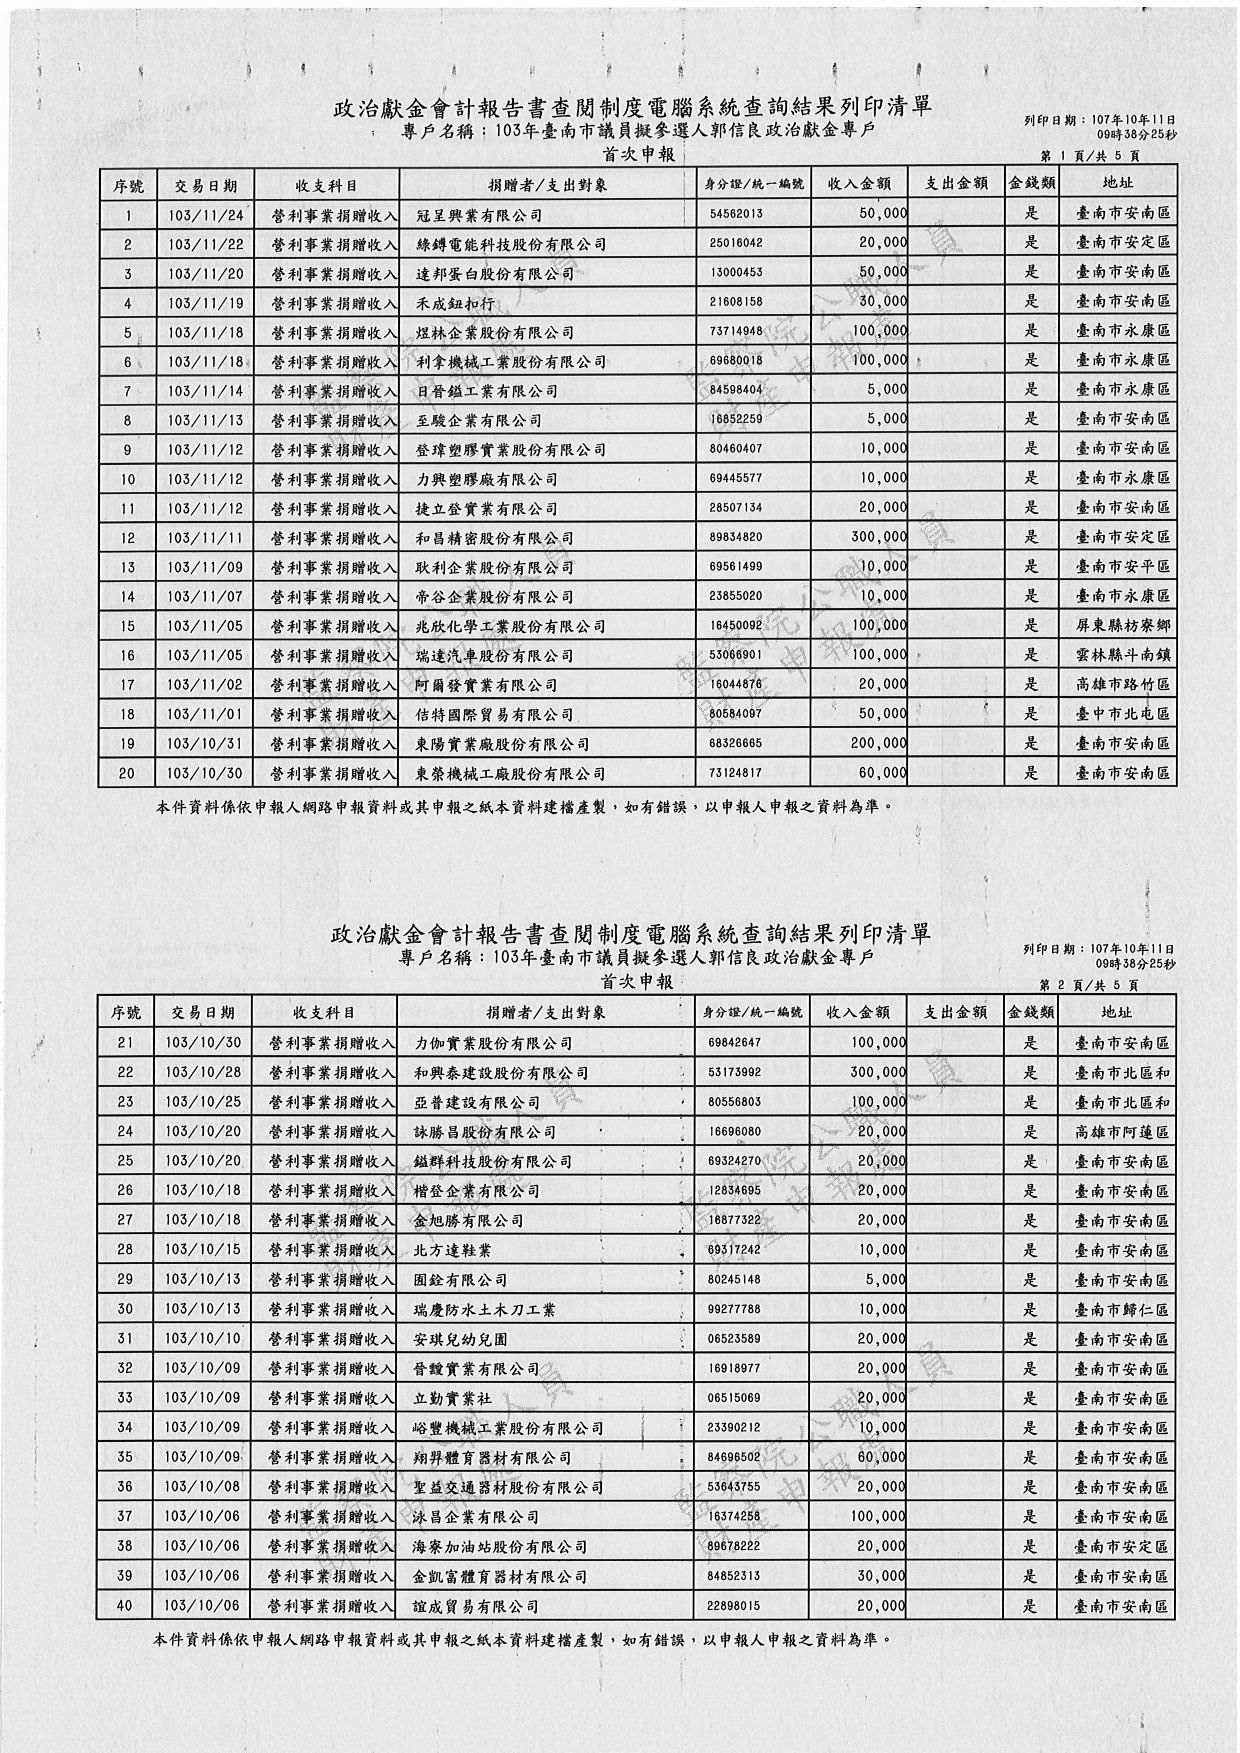 政治獻金會計報告書查閱制度電腦系統查詢結果列印清單
專戶名稱：103年臺南市議員擬參選人郭信良政治獻金專戶
列印日期：107年10年11日
09時38分25秒
首次申報
第 1 頁/共 5 頁
序號 交易日期 收支科目 捐贈者/支出對象 身分證/統一編號 收入金額 支出金額 金錢類 地址
1 103/11/24 營利事業捐贈收入 冠呈興業有限公司 54562013 50,000 是 臺南市安南區
2 103/11/22 營利事業捐贈收入 綠鎛電能科技股份有限公司 25016042 20,000 是 臺南市安定區
3 103/11/20 營利事業捐贈收入 達邦蛋白股份有限公司 13000453 50,000 是 臺南市安南區
4 103/11/19 營利事業捐贈收入 禾成鈕扣行 21608158 30,000 是 臺南市安南區
5 103/11/18 營利事業捐贈收入 煜林企業股份有限公司 73714948 100,000 是 臺南市永康區
6 103/11/18 營利事業捐贈收入 利拿機械工業股份有限公司 69680018 100,000 是 臺南市永康區
7 103/11/14 營利事業捐贈收入 日晉鎰工業有限公司 84598404 5,000 是 臺南市永康區
8 103/11/13 營利事業捐贈收入 至駿企業有限公司 16852259 5,000 是 臺南市安南區
9 103/11/12 營利事業捐贈收入 登瑋塑膠實業股份有限公司 80460407 10,000 是 臺南市安南區
10 103/11/12 營利事業捐贈收入 力興塑膠廠有限公司 69445577 10,000 是 臺南市永康區
11 103/11/12 營利事業捐贈收入 捷立登實業有限公司 28507134 20,000 是 臺南市安南區
12 103/11/11 營利事業捐贈收入 和昌精密股份有限公司 89834820 300,000 是 臺南市安定區
13 103/11/09 營利事業捐贈收入 耿利企業股份有限公司 69561499 10,000 是 臺南市安平區
14 103/11/07 營利事業捐贈收入 帝谷企業股份有限公司 23855020 10,000 是 臺南市永康區
15 103/11/05 營利事業捐贈收入 兆欣化學工業股份有限公司 16450092 100,000 是 屏東縣枋寮鄉
16 103/11/05 營利事業捐贈收入 瑞達汽車股份有限公司 53066901 100,000 是 雲林縣斗南鎮
17 103/11/02 營利事業捐贈收入 阿爾發實業有限公司 16044876 20,000 是 高雄市路竹區
18 103/11/01 營利事業捐贈收入 佶特國際貿易有限公司 80584097 50,000 是 臺中市北屯區
19 103/10/31 營利事業捐贈收入 東陽實業廠股份有限公司 68326665 200,000 是 臺南市安南區
20 103/10/30 營利事業捐贈收入 東榮機械工廠股份有限公司 73124817 60,000 是 臺南市安南區
本件資料係依申報人網路申報資料或其申報之紙本資料建檔產製，如有錯誤，以申報人申報之資料為準。
政治獻金會計報告書查閱制度電腦系統查詢結果列印清單
專戶名稱：103年臺南市議員擬參選人郭信良政治獻金專戶
列印日期：107年10年11日
09時38分25秒
首次申報
第 2 頁/共 5 頁
序號 交易日期 收支科目 捐贈者/支出對象 身分證/統一編號 收入金額 支出金額 金錢類 地址
21 103/10/30 營利事業捐贈收入 力伽實業股份有限公司 69842647 100,000 是 臺南市安南區
22 103/10/28 營利事業捐贈收入 和興泰建設股份有限公司 53173992 300,000 是 臺南市北區和
23 103/10/25 營利事業捐贈收入 亞普建設有限公司 80556803 100,000 是 臺南市北區和
24 103/10/20 營利事業捐贈收入 詠勝昌股份有限公司 16696080 20,000 是 高雄市阿蓮區
25 103/10/20 營利事業捐贈收入 鎰群科技股份有限公司 69324270 20,000 是 臺南市安南區
26 103/10/18 營利事業捐贈收入 楷登企業有限公司 12834695 20,000 是 臺南市安南區
27 103/10/18 營利事業捐贈收入 金旭勝有限公司 16877322 20,000 是 臺南市安南區
28 103/10/15 營利事業捐贈收入 北方達鞋業 69317242 10,000 是 臺南市安南區
29 103/10/13 營利事業捐贈收入 囿銓有限公司 80245148 5,000 是 臺南市安南區
30 103/10/13 營利事業捐贈收入 瑞慶防水土木刀工業 99277788 10,000 是 臺南市歸仁區
31 103/10/10 營利事業捐贈收入 安琪兒幼兒園 06523589 20,000 是 臺南市安南區
32 103/10/09 營利事業捐贈收入 晉 實業有限公司 16918977 20,000 是 臺南市安南區
33 103/10/09 營利事業捐贈收入 立勤實業社 06515069 20,000 是 臺南市安南區
34 103/10/09 營利事業捐贈收入 峪豐機械工業股份有限公司 23390212 10,000 是 臺南市安南區
35 103/10/09 營利事業捐贈收入 翔羿體育器材有限公司 84696502 60,000 是 臺南市安南區
36 103/10/08 營利事業捐贈收入 聖益交通器材股份有限公司 53643755 20,000 是 臺南市安南區
37 103/10/06 營利事業捐贈收入 泳昌企業有限公司 16374258 100,000 是 臺南市安南區
38 103/10/06 營利事業捐贈收入 海寮加油站股份有限公司 89678222 20,000 是 臺南市安定區
39 103/10/06 營利事業捐贈收入 金凱富體育器材有限公司 84852313 30,000 是 臺南市安南區
40 103/10/06 營利事業捐贈收入 誼成貿易有限公司 22898015 20,000 是 臺南市安南區
本件資料係依申報人網路申報資料或其申報之紙本資料建檔產製，如有錯誤，以申報人申報之資料為準。